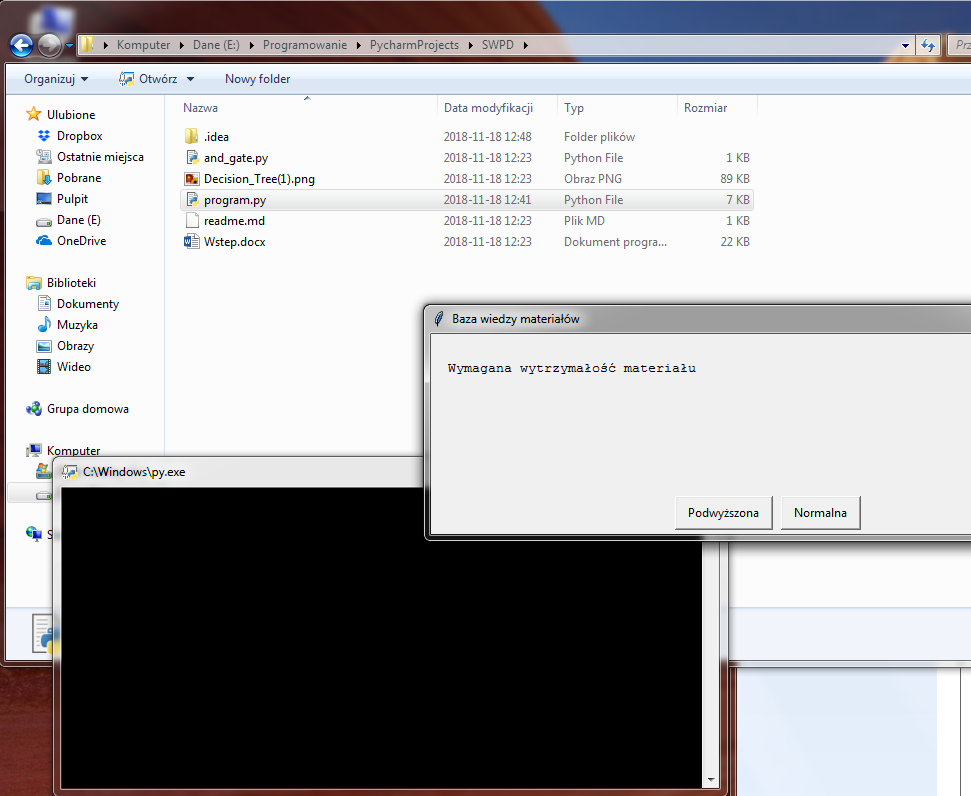 Komputer Dane (E:) Programowanie PycharmProjects SWPD Prz
Organizuj Otwórz Nowy folder
Nazwa Data modyfikacji Typ Rozmiar
Ulubione
Dropbox
Ostatnie miejsca
Pobrane
Pulpit
Dane (E)
OneDrive
Biblioteki
Dokumenty
Muzyka
Obrazy
Wideo
Grupa domowa
Komputer
S
.idea 2018-11-18 12:48 Folder plików
and_gate.py 2018-11-18 12:23 Python File 1 KB
Decision_Tree(1).png 2018-11-18 12:23 Obraz PNG 89 KB
program.py 2018-11-18 12:41 Python File 7 KB
readme.md 2018-11-18 12:23 Plik MD 1 KB
Wstep.docx 2018-11-18 12:23 Dokument progra... 22 KB
Baza wiedzy materiałów
Wymagana wytrzymałość materiału
Podwyższona Normalna
C:\Windows\py.exe